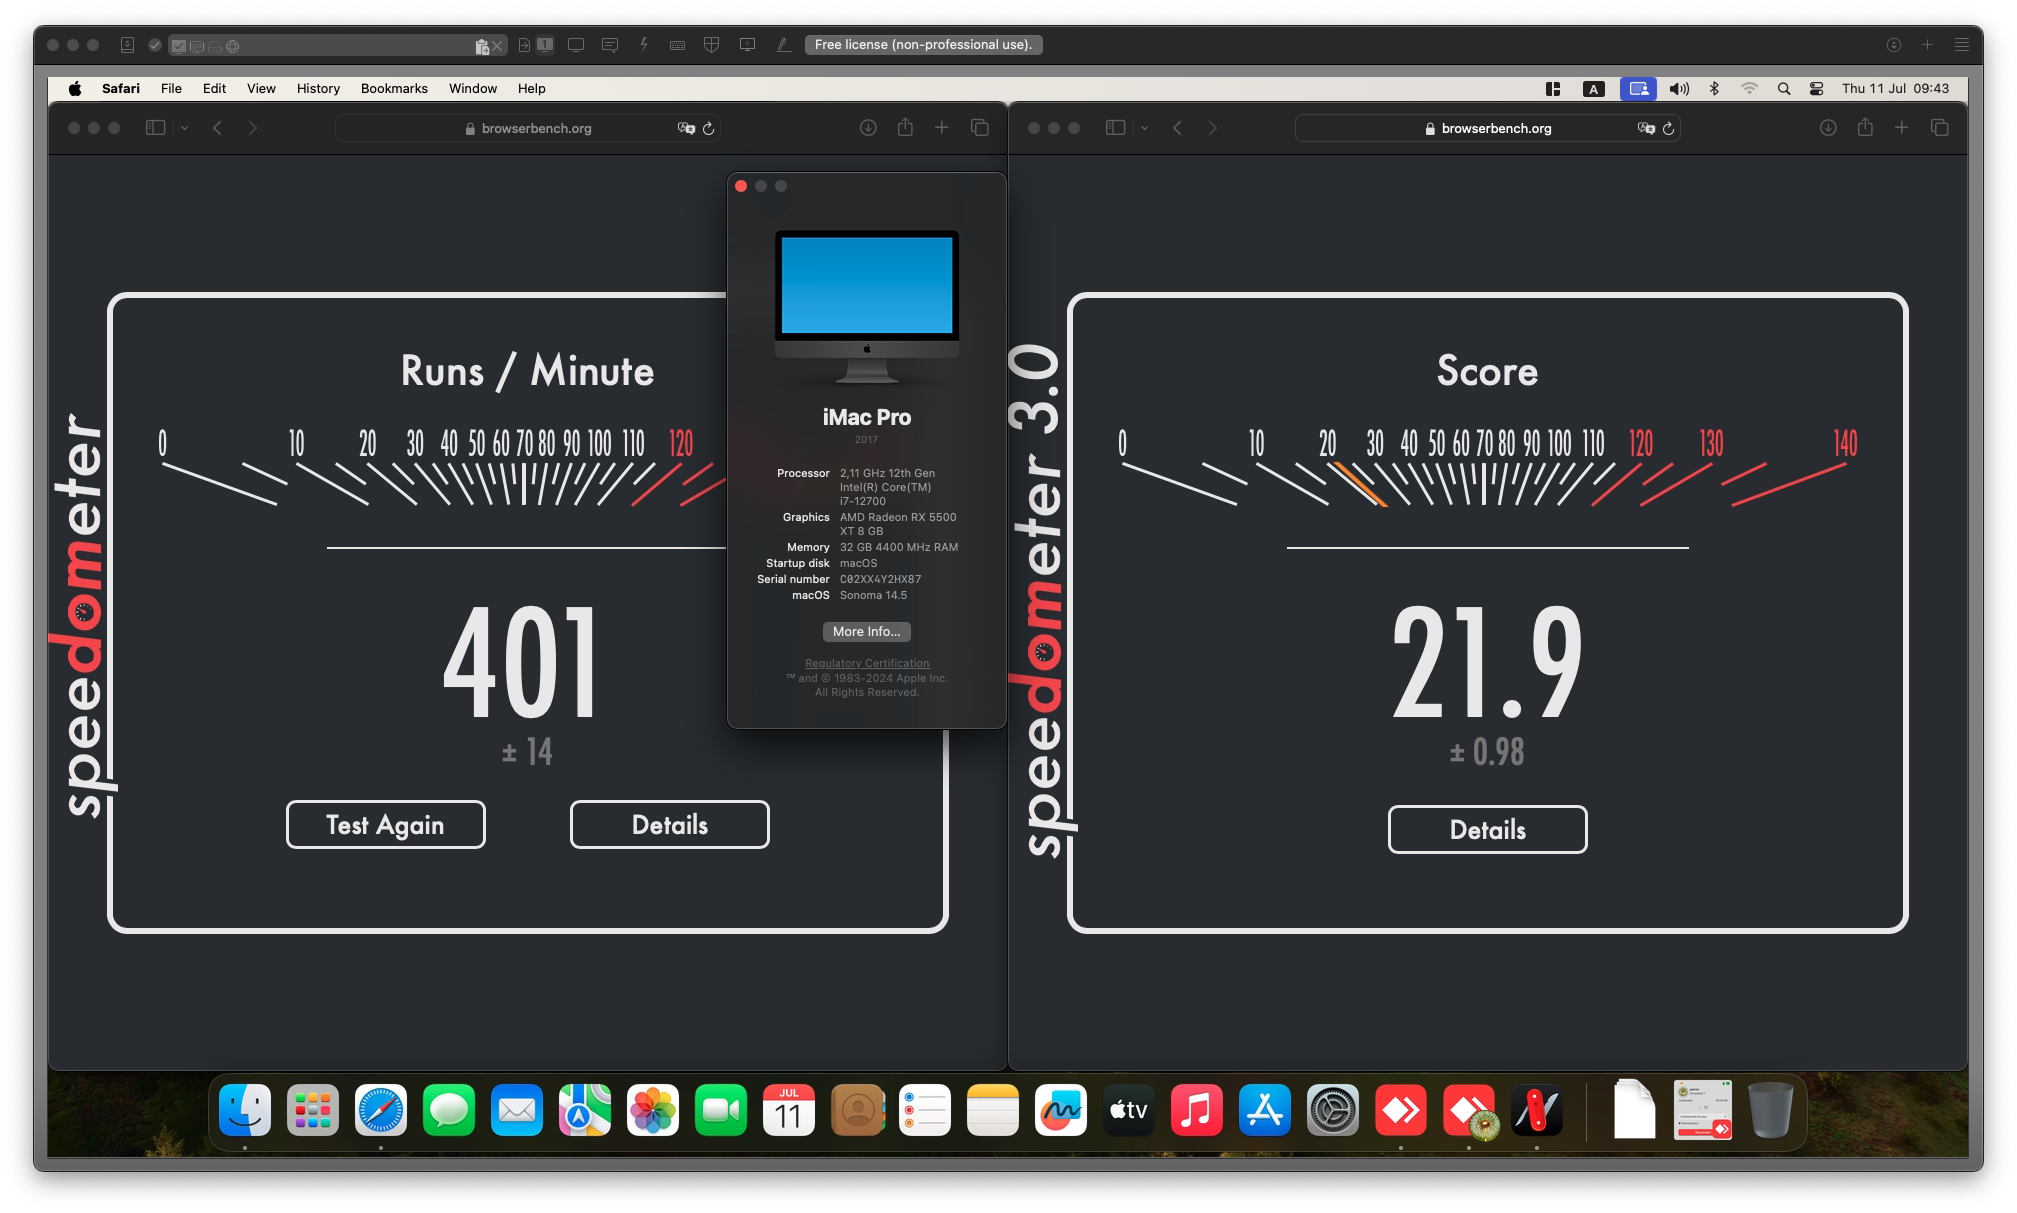 1
Free license (non-professional use).
Safari File Edit View History Bookmarks Window Help
A
Thu 11 Jul 09:43
browserbench.org
browserbench.org
speedometer
Runs / Minute
0 10 20 30 40 50 60 70 80 90 100 110 120
401
± 14
Test Again
Details
iMac Pro
2017
Processor 2,11 GHz 12th Gen
Intel(R) Core(TM)
i7-12700
Graphics AMD Radeon RX 5500
XT 8 GB
Memory 32 GB 4400 MHz RAM
Startup disk macOS
Serial number C02XX4Y2HX87
macOS Sonoma 14.5
More Info...
Regulatory Certification
™ and © 1983-2024 Apple Inc.
All Rights Reserved.
speedometer 3.0
Score
0 10 20 30 40 50 60 70 80 90 100 110 120 130 140
21.9
± 0.98
Details
JUL
11
tv